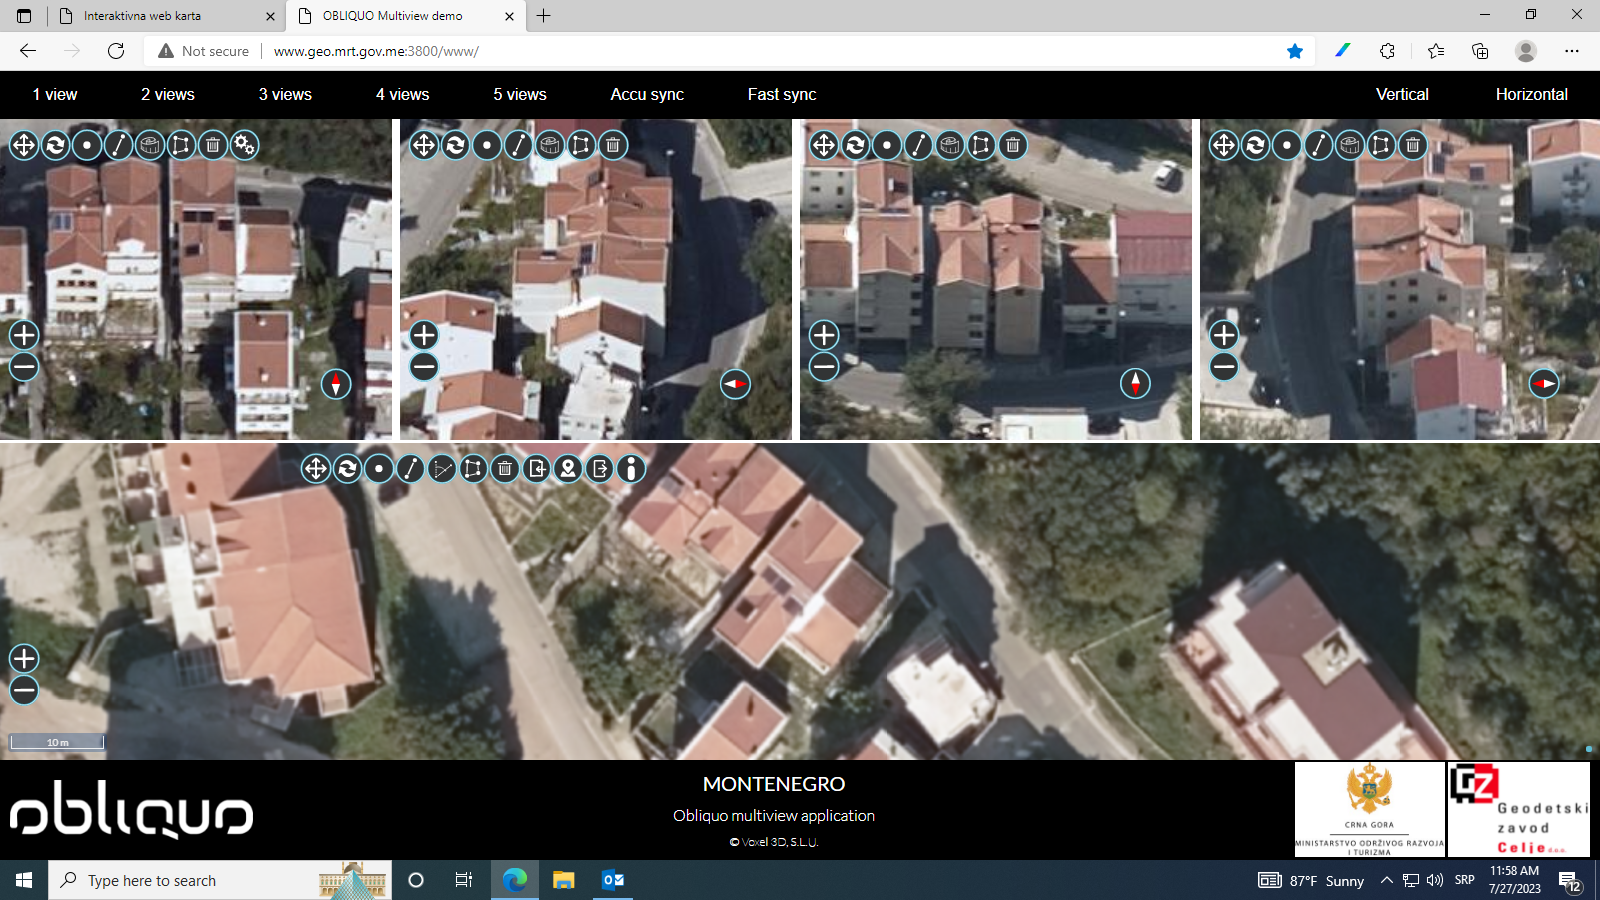 Interaktivna web karta
OBLIQUO Multiview demo
Not secure
www.geo.mrt.gov.me:3800/www/
1 view 2 views 3 views 4 views 5 views Accu sync Fast sync Vertical Horizontal
10 m
obliquo
MONTENEGRO
Obliquo multiview application
© Voxel 3D, S.L.U.
CRNA GORA
MINISTARSTVO ODRŽIVOG RAZVOJA
I TURIZMA
GZ
Geodetski
zavod
Celje d.o.o.
Type here to search
87°F Sunny
SRP
11:58 AM
7/27/2023
12